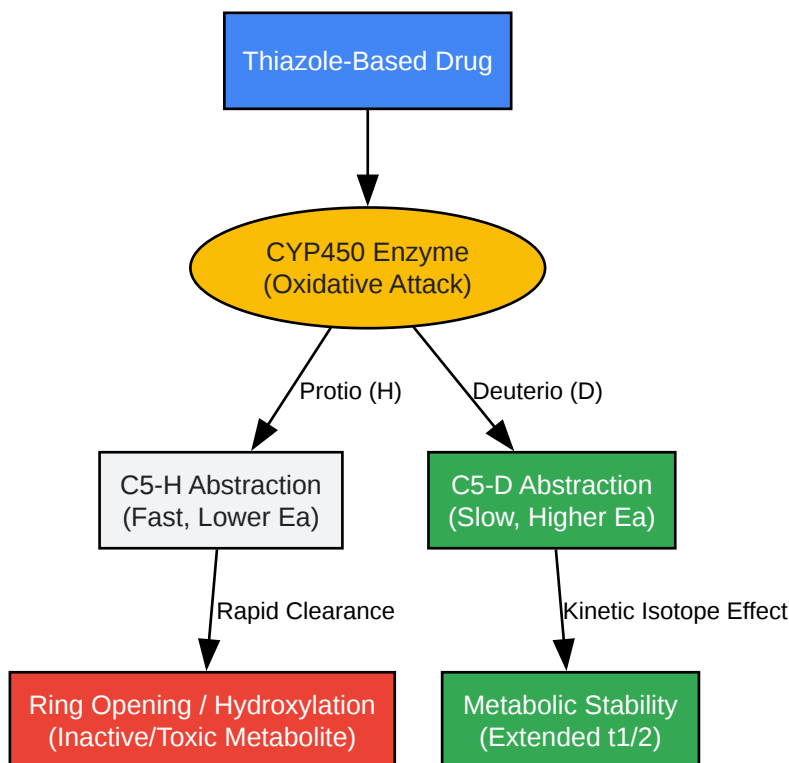 Thiazole-Based Drug
CYP450 Enzyme
(Oxidative Attack)
Protio (H)
Deuterio (D)
C5-H Abstraction
(Fast, Lower Ea)
C5-D Abstraction
(Slow, Higher Ea)
Rapid Clearance
Kinetic Isotope Effect
Ring Opening / Hydroxylation
(Inactive/Toxic Metabolite)
Metabolic Stability
(Extended t1/2)